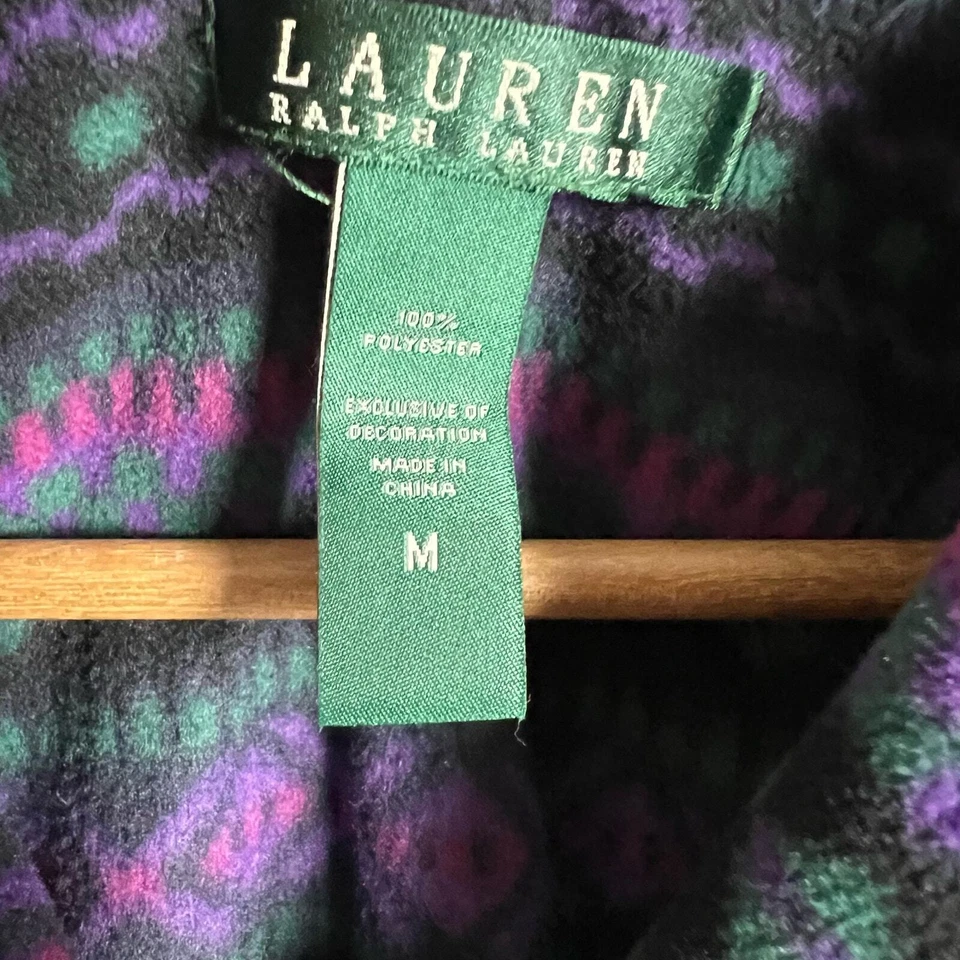 LAUREN
RALPH LAUREN
100%
POLYESTER
EXCLUSIVE OF
DECORATION
MADE IN
CHINA
M